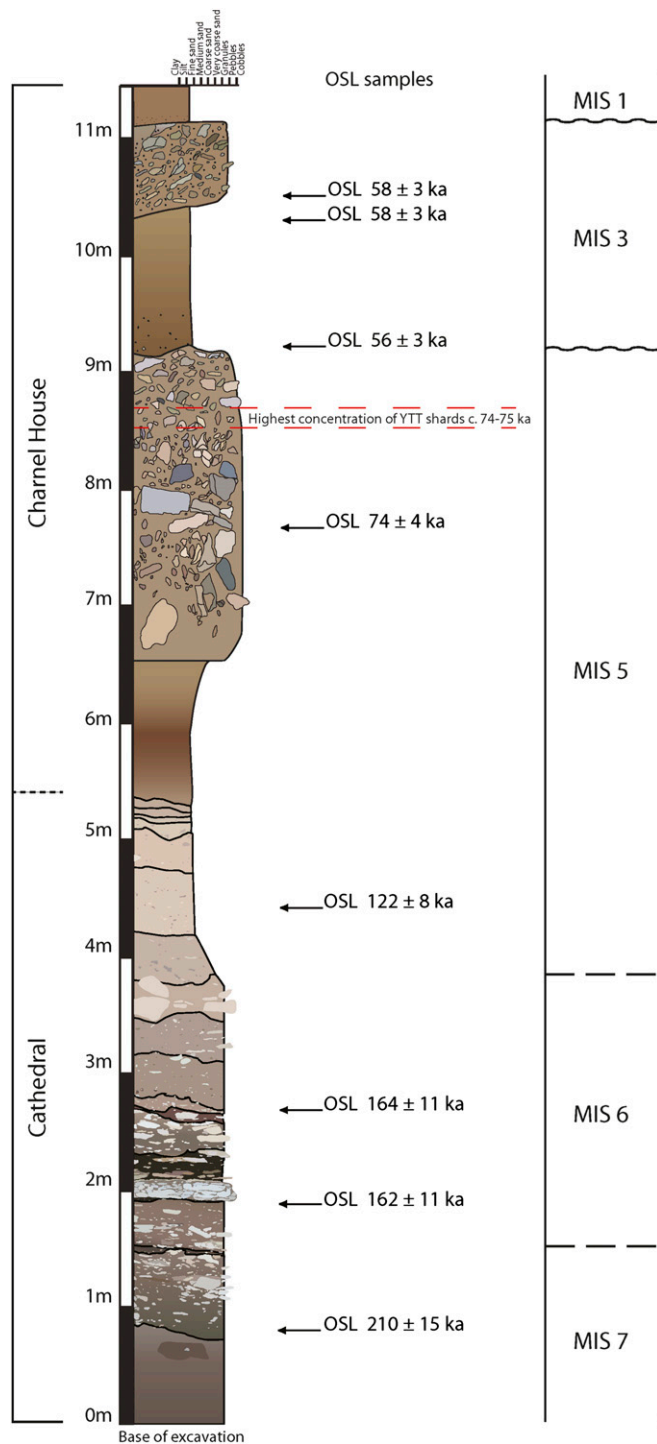 Clay
Silt
Fine sand
Medium sand
Coarse sand
Very coarse sand
Granules
Pebbles
Cobbles
OSL samples
MIS 1
11m
OSL 58 ± 3 ka
OSL 58 ± 3 ka
MIS 3
10m
OSL 56 ± 3 ka
9m
Highest concentration of YTT shards c. 74-75 ka
Charnel House
8m
OSL 74 ± 4 ka
7m
MIS 5
6m
5m
OSL 122 ± 8 ka
4m
3m
Cathedral
OSL 164 ± 11 ka
MIS 6
2m
OSL 162 ± 11 ka
1m
OSL 210 ± 15 ka
MIS 7
0m
Base of excavation